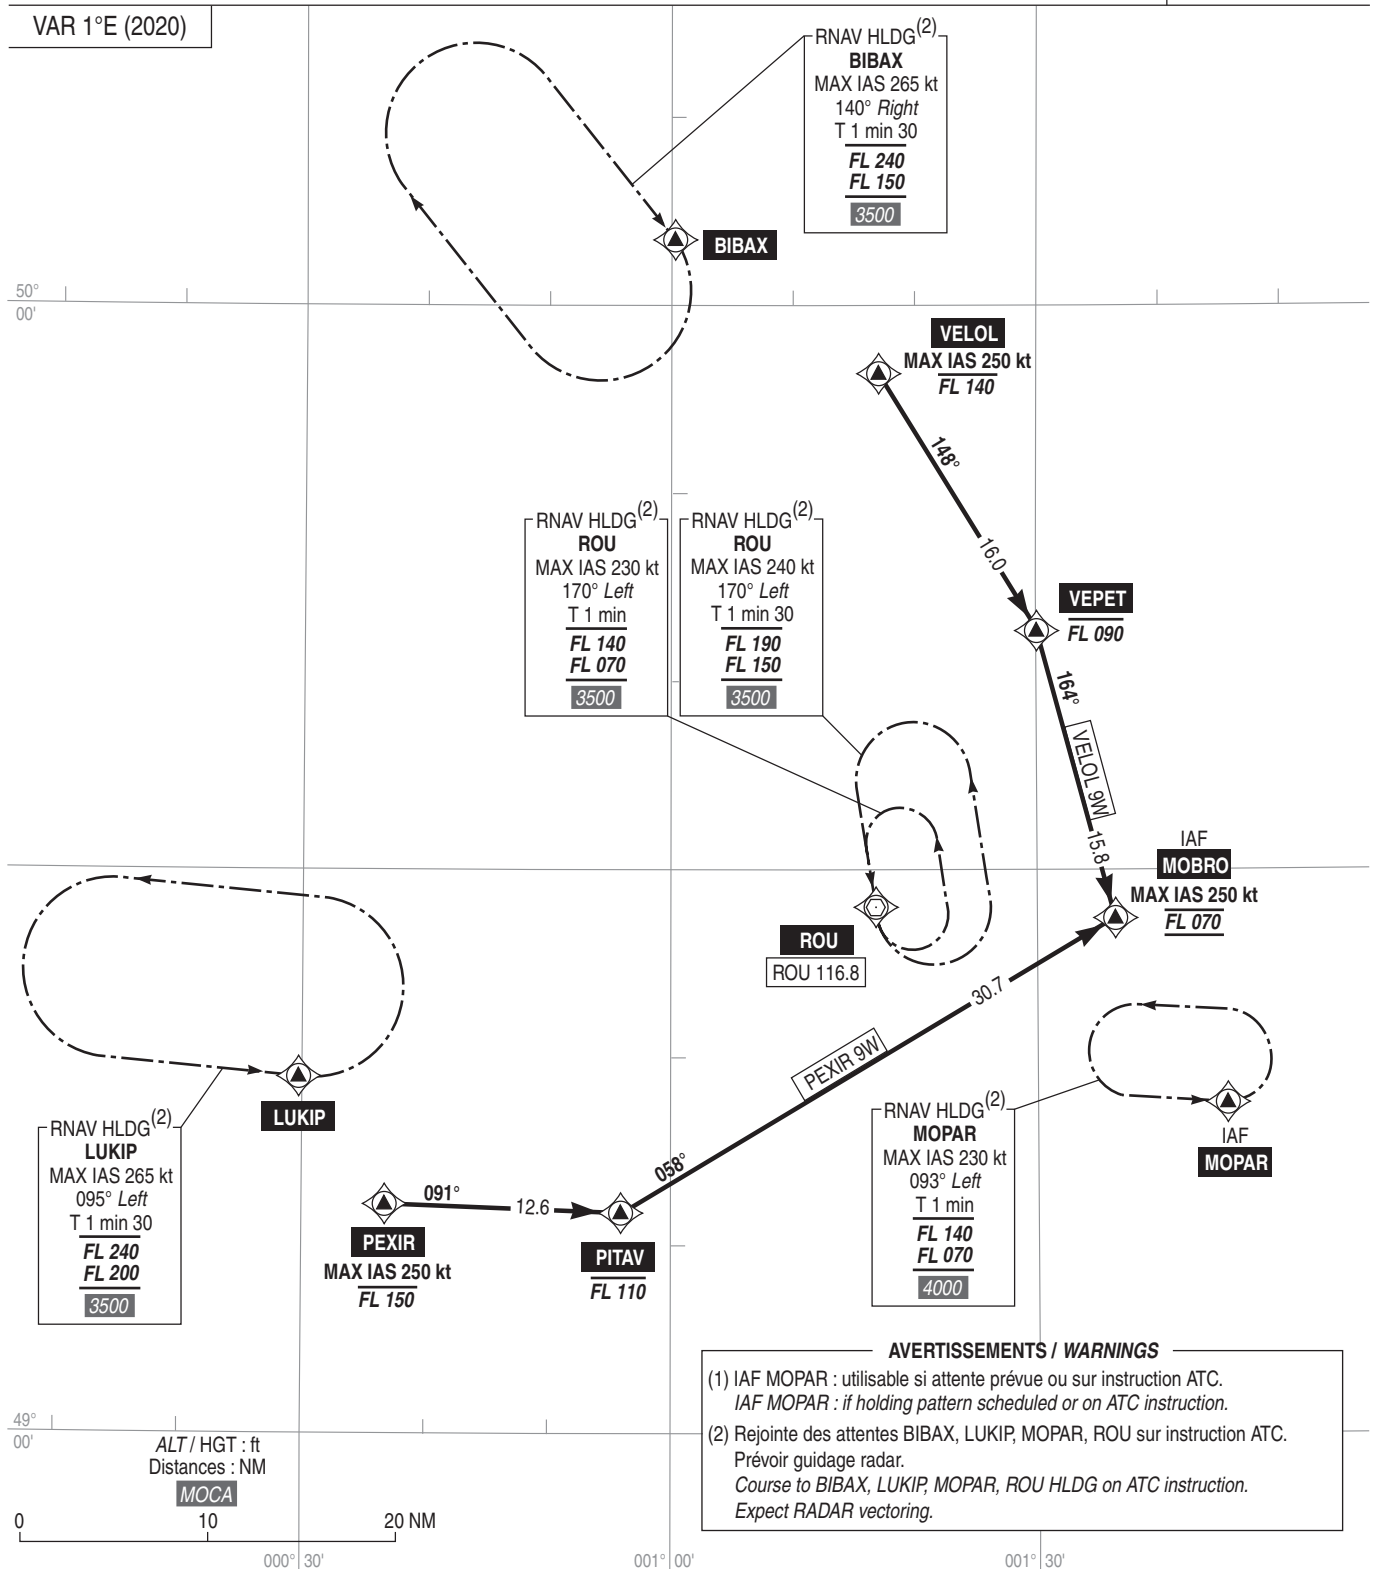 VAR 1°E (2020)
RNAV HLDG(2)
BIBAX
MAX IAS 265 kt
140° Right
T 1 min 30
FL 240
FL 150
3500
BIBAX
50°
00'
VELOL
MAX IAS 250 kt
FL 140
148°
16.0
RNAV HLDG(2)
ROU
MAX IAS 230 kt
170° Left
T 1 min
FL 140
FL 070
3500
RNAV HLDG(2)
ROU
MAX IAS 240 kt
170° Left
T 1 min 30
FL 190
FL 150
3500
VEPET
FL 090
164°
VELOL 9W
15.8
IAF
MOBRO
MAX IAS 250 kt
FL 070
ROU
ROU 116.8
30.7
PEXIR 9W
LUKIP
RNAV HLDG(2)
LUKIP
MAX IAS 265 kt
095° Left
T 1 min 30
FL 240
FL 200
3500
RNAV HLDG(2)
MOPAR
MAX IAS 230 kt
093° Left
T 1 min
FL 140
FL 070
4000
IAF
MOPAR
058°
091°
12.6
PEXIR
MAX IAS 250 kt
FL 150
PITAV
FL 110
AVERTISSEMENTS / WARNINGS
(1) IAF MOPAR : utilisable si attente prévue ou sur instruction ATC.
IAF MOPAR : if holding pattern scheduled or on ATC instruction.
(2) Rejointe des attentes BIBAX, LUKIP, MOPAR, ROU sur instruction ATC.
Prévoir guidage radar.
Course to BIBAX, LUKIP, MOPAR, ROU HLDG on ATC instruction.
Expect RADAR vectoring.
49°
00'
ALT / HGT : ft
Distances : NM
MOCA
0 10 20 NM
000° 30' 001° 00' 001° 30'